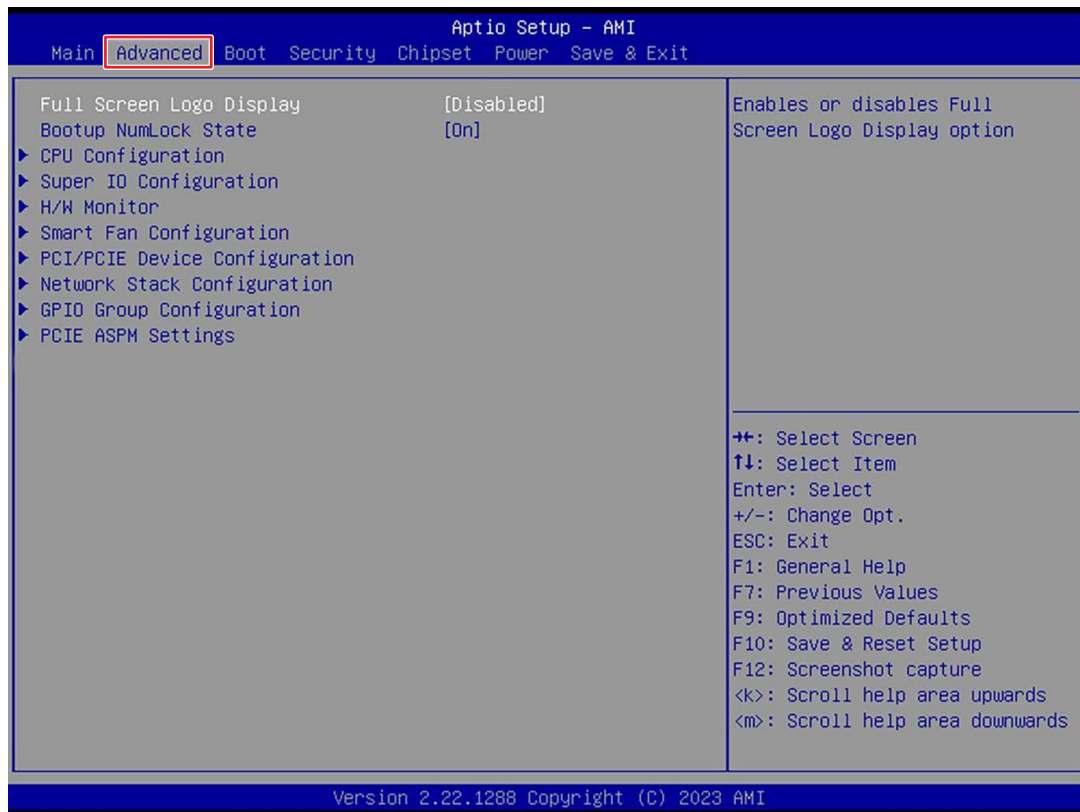 Aptio Setup – AMI
Main Advanced Boot Security Chipset Power Save & Exit
Full Screen Logo Display [Disabled]
Bootup NumLock State [On]
▶ CPU Configuration
▶ Super IO Configuration
▶ H/W Monitor
▶ Smart Fan Configuration
▶ PCI/PCIE Device Configuration
▶ Network Stack Configuration
▶ GPIO Group Configuration
▶ PCIE ASPM Settings
Enables or disables Full
Screen Logo Display option
→←: Select Screen
↑↓: Select Item
Enter: Select
+/-: Change Opt.
ESC: Exit
F1: General Help
F7: Previous Values
F9: Optimized Defaults
F10: Save & Reset Setup
F12: Screenshot capture
<k>: Scroll help area upwards
<m>: Scroll help area downwards
Version 2.22.1288 Copyright (C) 2023 AMI